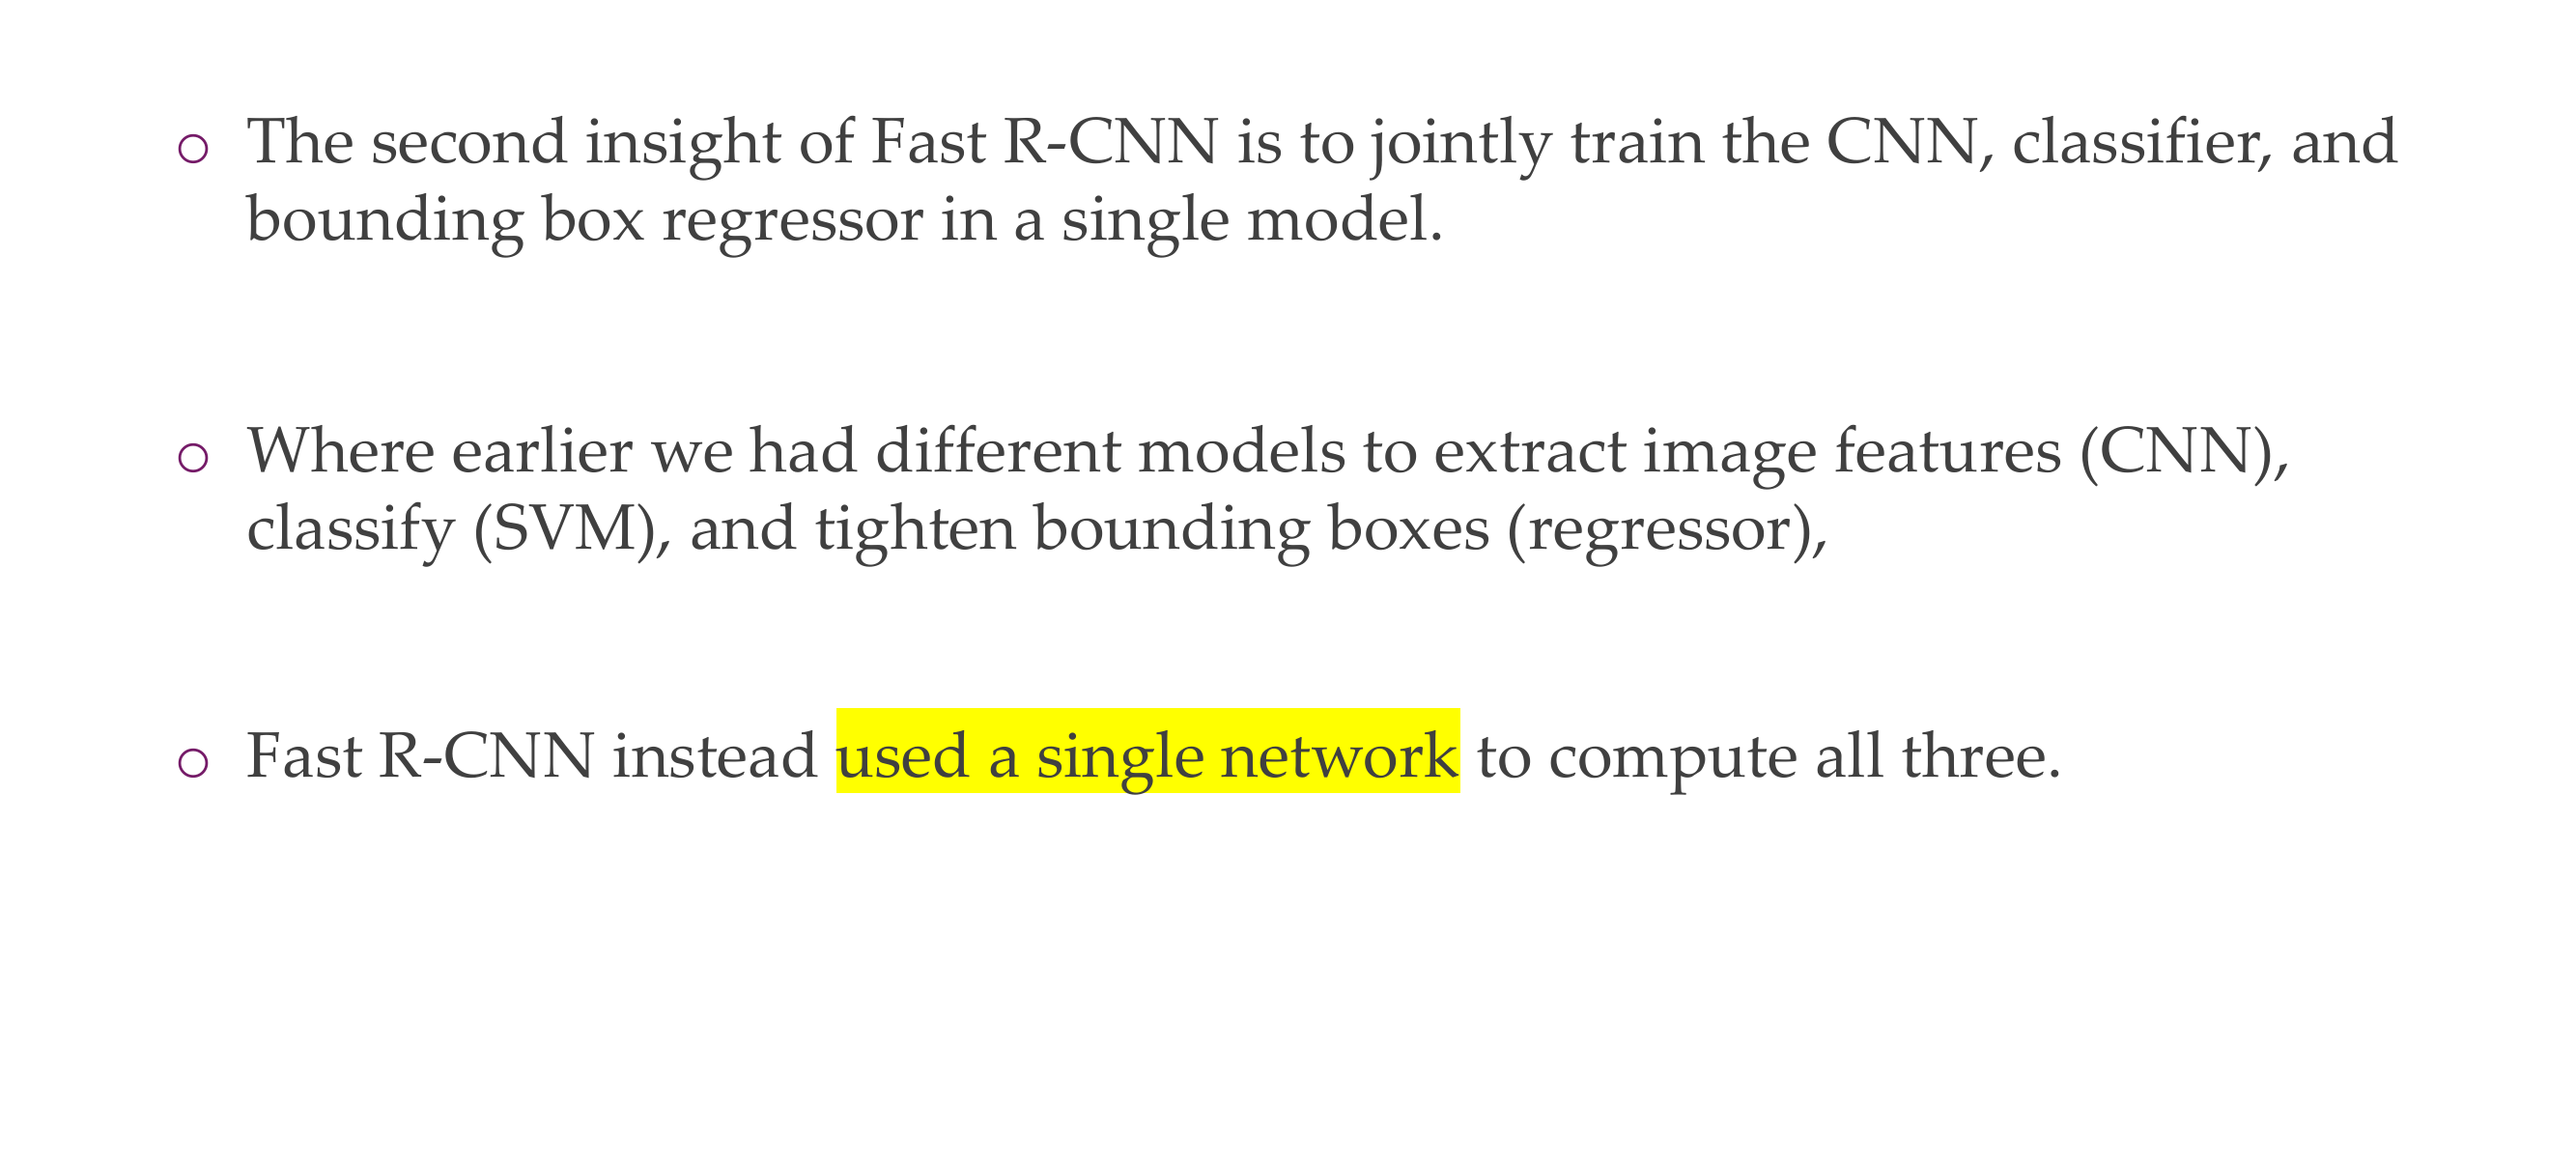 ○ The second insight of Fast R-CNN is to jointly train the CNN, classifier, and
bounding box regressor in a single model.
○ Where earlier we had different models to extract image features (CNN),
classify (SVM), and tighten bounding boxes (regressor),
○ Fast R-CNN instead used a single network to compute all three.